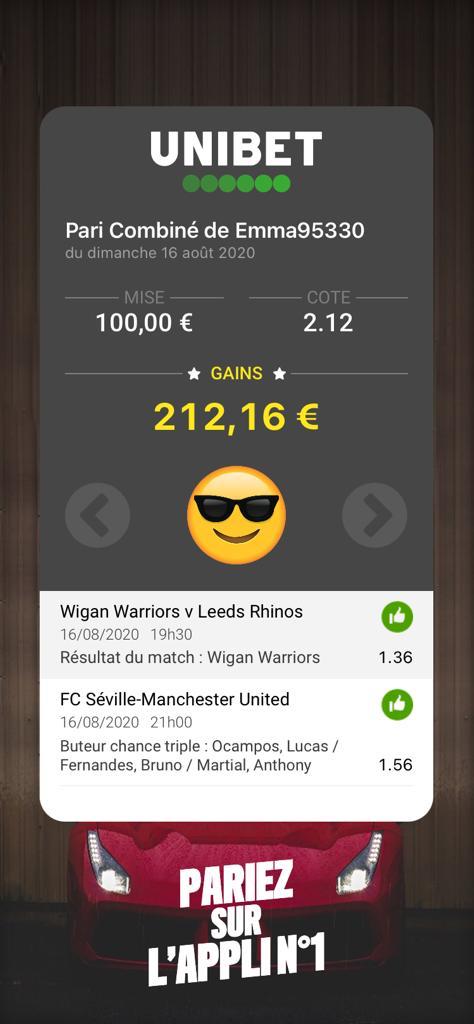 UNIBET
Pari Combiné de Emma95330
du dimanche 16 août 2020
MISE COTE
100,00 € 2.12
GAINS
212,16 €
Wigan Warriors v Leeds Rhinos
16/08/2020 19h30
Résultat du match : Wigan Warriors 1.36
FC Séville-Manchester United
16/08/2020 21h00
Buteur chance triple : Ocampos, Lucas /
Fernandes, Bruno / Martial, Anthony 1.56
PARIEZ
SUR
L'APPLI N°1